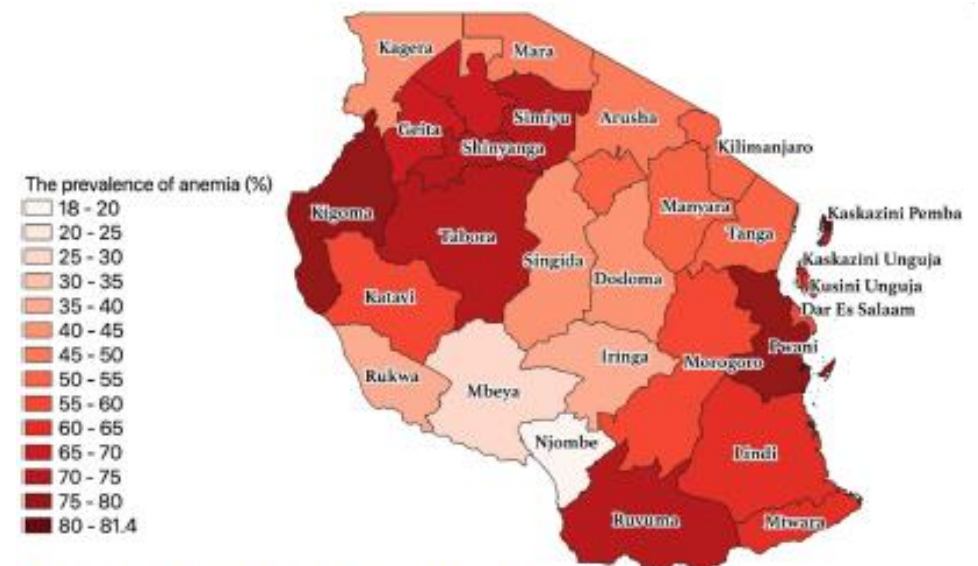 The prevalence of anemia (%)
18 - 20
20 - 25
25 - 30
30 - 35
35 - 40
40 - 45
45 - 50
50 - 55
55 - 60
60 - 65
65 - 70
70 - 75
75 - 80
80 - 81.4
Kagera
Mara
Geita
Simiyu
Arusha
Shinyanga
Kilimanjaro
Kigoma
Manyara
Kaskazini Pemba
Tabora
Tanga
Singida
Kaskazini Unguja
Dodoma
Kusini Unguja
Katavi
Dar Es Salaam
Pwani
Iringa
Morogoro
Rukwa
Mbeya
Njombe
Lindi
Ruvuma
Mtwara